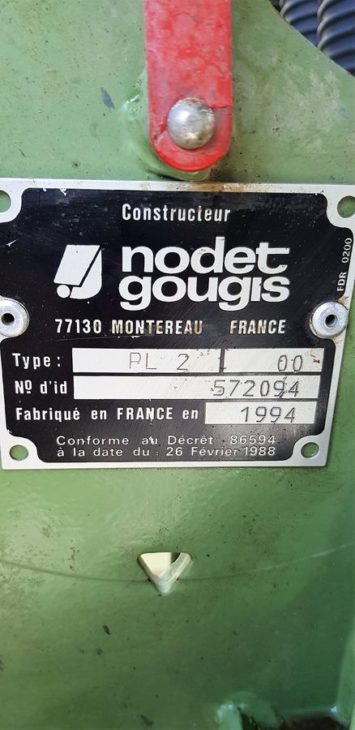 Constructeur
nodet
gougis
77130 MONTEREAU FRANCE
FDR 0200
Type: PL 2 00
Nº d'id 572094
Fabriqué en FRANCE en 1994
Conforme au Décret 86594
à la date du : 26 Février 1988